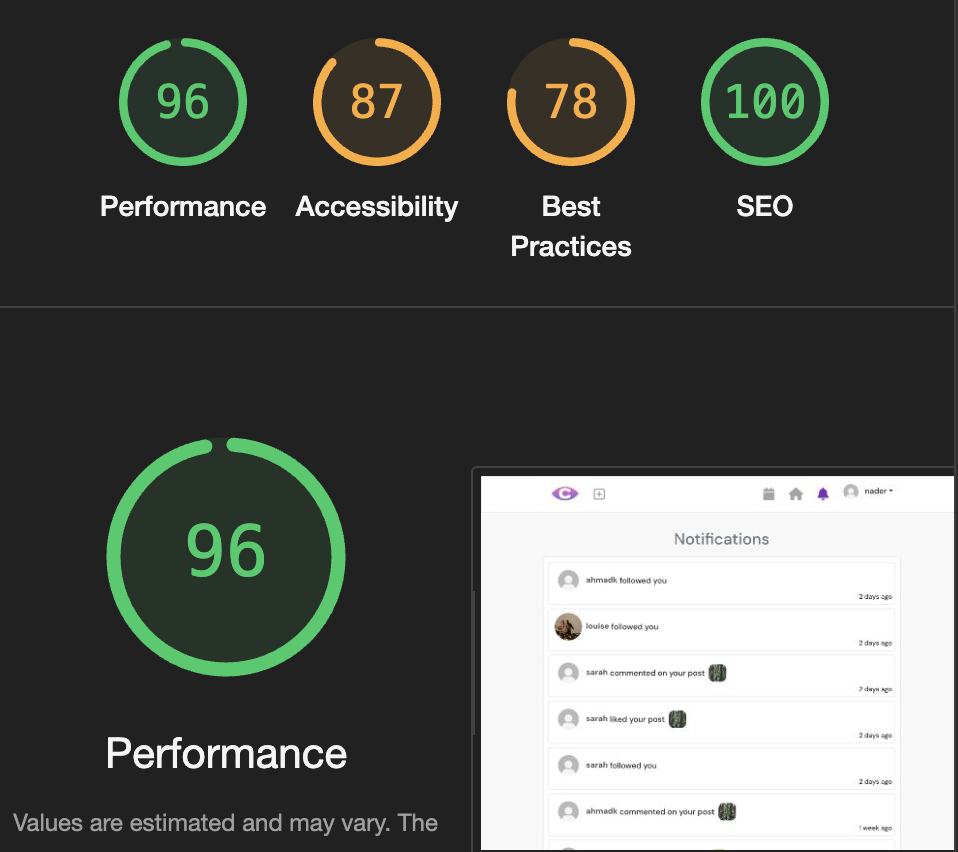 96
87
78
100
Performance
Accessibility
Best
Practices
SEO
96
Performance
Values are estimated and may vary. The
nader
Notifications
ahmadk followed you
2 days ago
louise followed you
2 days ago
sarah commented on your post
2 days ago
sarah liked your post
2 days ago
sarah followed you
2 days ago
ahmadk commented on your post
1 week ago